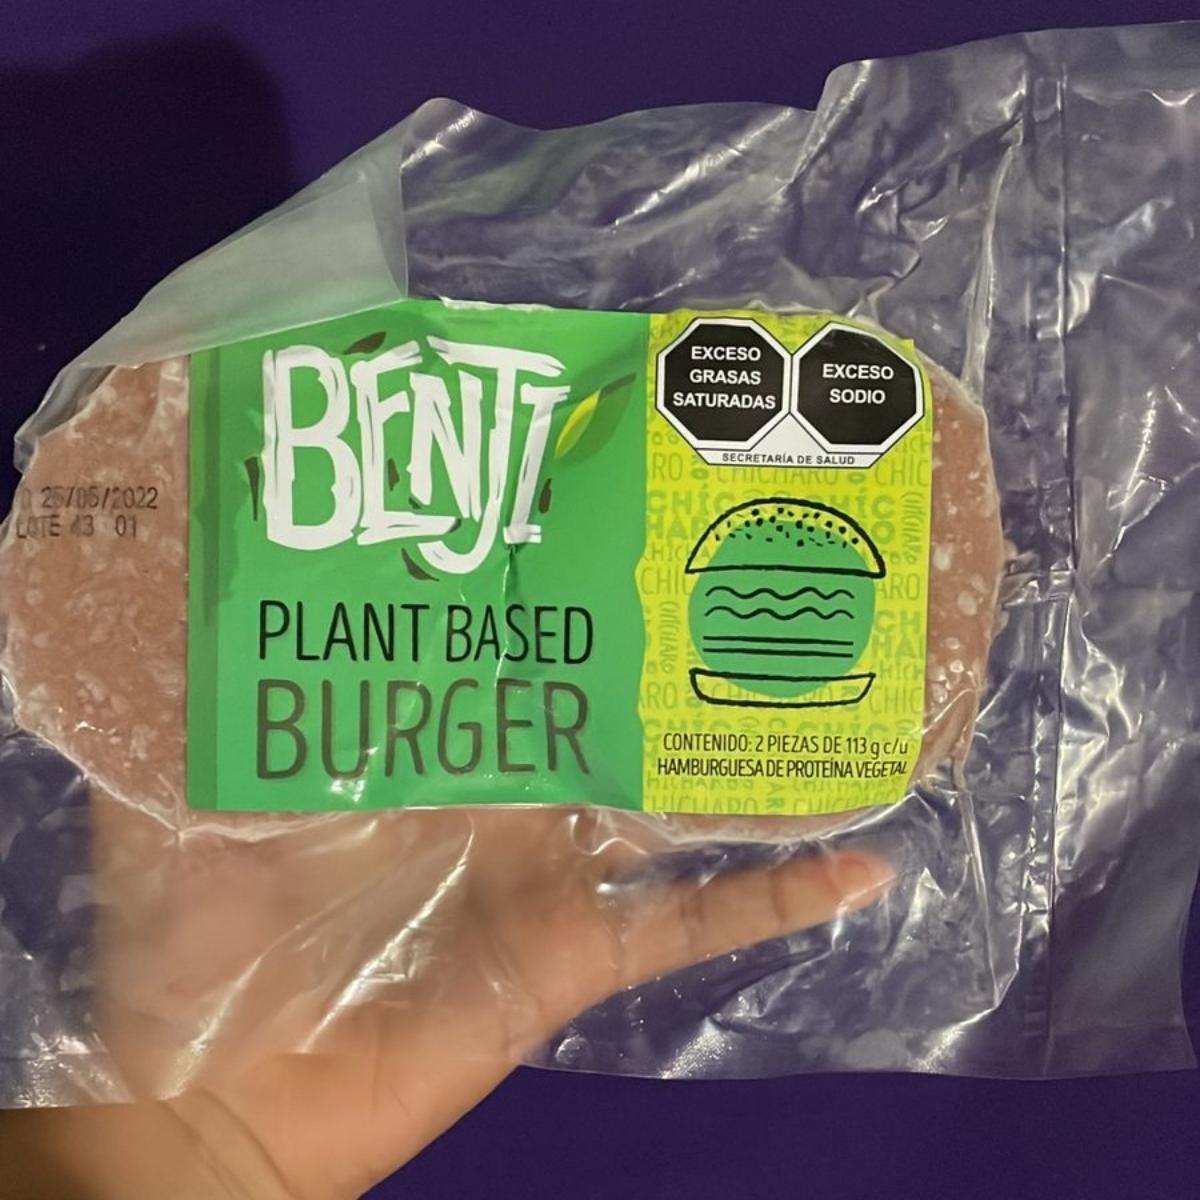 BENJI
PLANT BASED
BURGER
EXCESO
GRASAS
SATURADAS
EXCESO
SODIO
SECRETARÍA DE SALUD
CONTENIDO: 2 PIEZAS DE 113 g c/u
HAMBURGUESA DE PROTEÍNA VEGETAL
25/05/2022
LOTE 43 01
CHÍCHARO